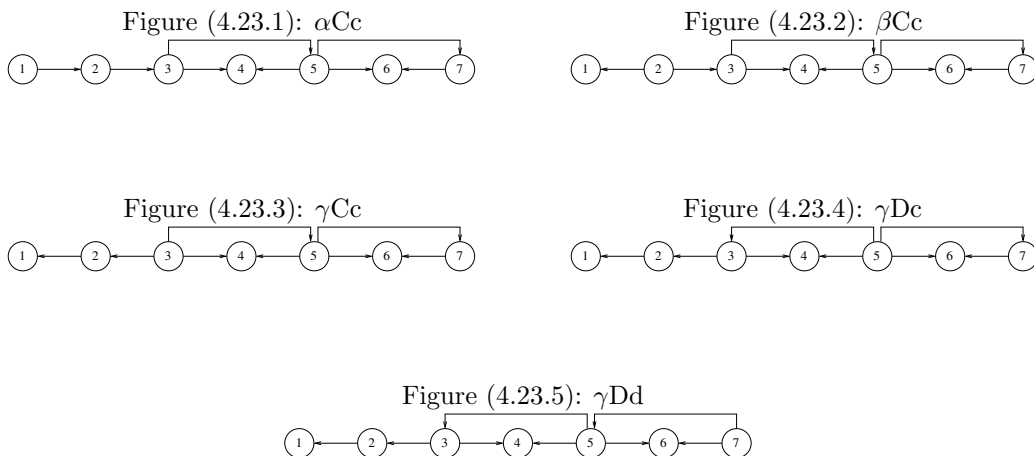 Figure (4.23.1): αCc
1 2 3 4 5 6 7
Figure (4.23.2): βCc
1 2 3 4 5 6 7
Figure (4.23.3): γCc
1 2 3 4 5 6 7
Figure (4.23.4): γDc
1 2 3 4 5 6 7
Figure (4.23.5): γDd
1 2 3 4 5 6 7